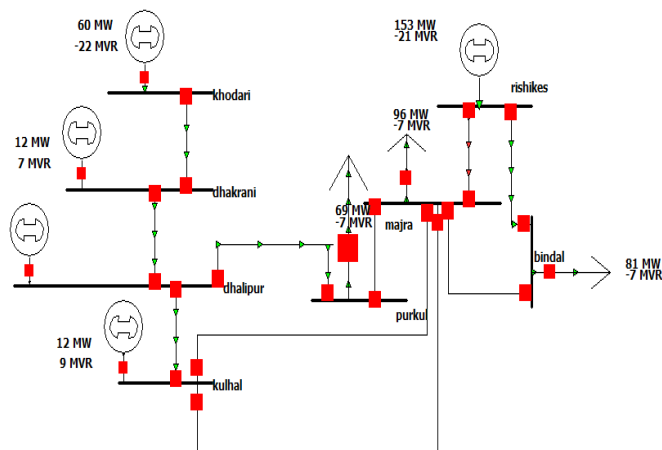 60 MW
-22 MVR
khodari
153 MW
-21 MVR
rishikes
96 MW
-7 MVR
12 MW
7 MVR
dhakrani
69 MW
-7 MVR
majra
bindal
81 MW
-7 MVR
dhalipur
purkul
12 MW
9 MVR
kulhal